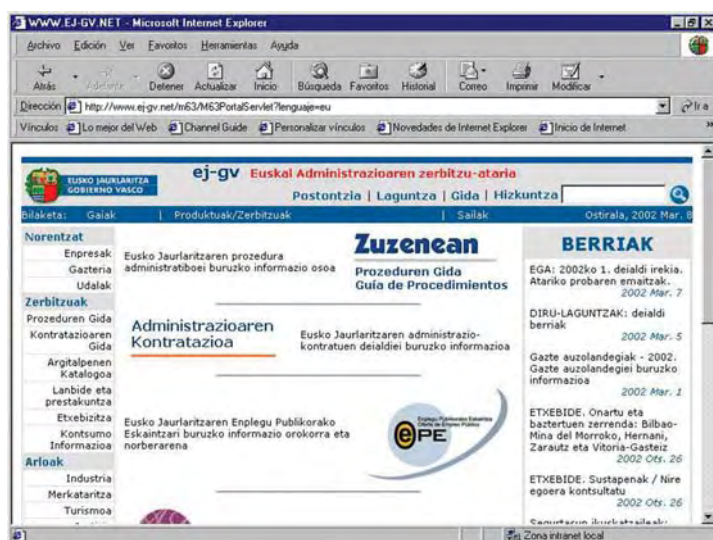 WWW.EJ-GV.NET - Microsoft Internet Explorer
Archivo Edición Ver Favoritos Herramientas Ayuda
Atrás Adelante Detener Actualizar Inicio Búsqueda Favoritos Historial Correo Imprimir Modificar
Dirección http://www.ej-gv.net/m63/M63PortalServlet?lenguaje=eu Ir a
Vínculos Lo mejor del Web Channel Guide Personalizar vínculos Novedades de Internet Explorer Inicio de Internet
EUSKO JAURLARITZA
GOBIERNO VASCO
ej-gv Euskal Administrazioaren zerbitzu-ataria
Postontzia | Laguntza | Gida | Hizkuntza
Bilaketa: Gaiak | Produktuak/Zerbitzuak | Sailak Ostirala, 2002 Mar. 8
Norentzat
Enpresak
Gazteria
Udalak
Zerbitzuak
Prozeduren Gida
Kontratazioaren
Gida
Argitalpenen
Katalogoa
Lanbide eta
prestakuntza
Etxebizitza
Kontsumo
Informazioa
Arloak
Industria
Merkataritza
Turismoa
Eusko Jaurlaritzaren prozedura
administratiboei buruzko informazio osoa
Zuzenean
Prozeduren Gida
Guía de Procedimientos
Administrazioaren
Kontratazioa
Eusko Jaurlaritzaren administrazio-
kontratuen deialdiei buruzko informazioa
Eusko Jaurlaritzaren Enplegu Publikorako
Eskaintzari buruzko informazio orokorra eta
norberarena
Enplegu Publikorako Eskaintza
Oferta de Empleo Público
ePE
BERRIAK
EGA: 2002ko 1. deialdi irekia.
Atariko probaren emaitzak.
2002 Mar. 7
DIRU-LAGUNTZAK: deialdi
berriak
2002 Mar. 5
Gazte auzolandegiak - 2002.
Gazte auzolandegiei buruzko
informazioa
2002 Mar. 1
ETXEBIDE. Onartu eta
baztertuen zerrenda: Bilbao-
Mina del Morroko, Hernani,
Zarautz eta Vitoria-Gasteiz
2002 Ots. 26
ETXEBIDE. Sustapenak / Nire
egoera kontsultatu
2002 Ots. 26
Zona intranet local